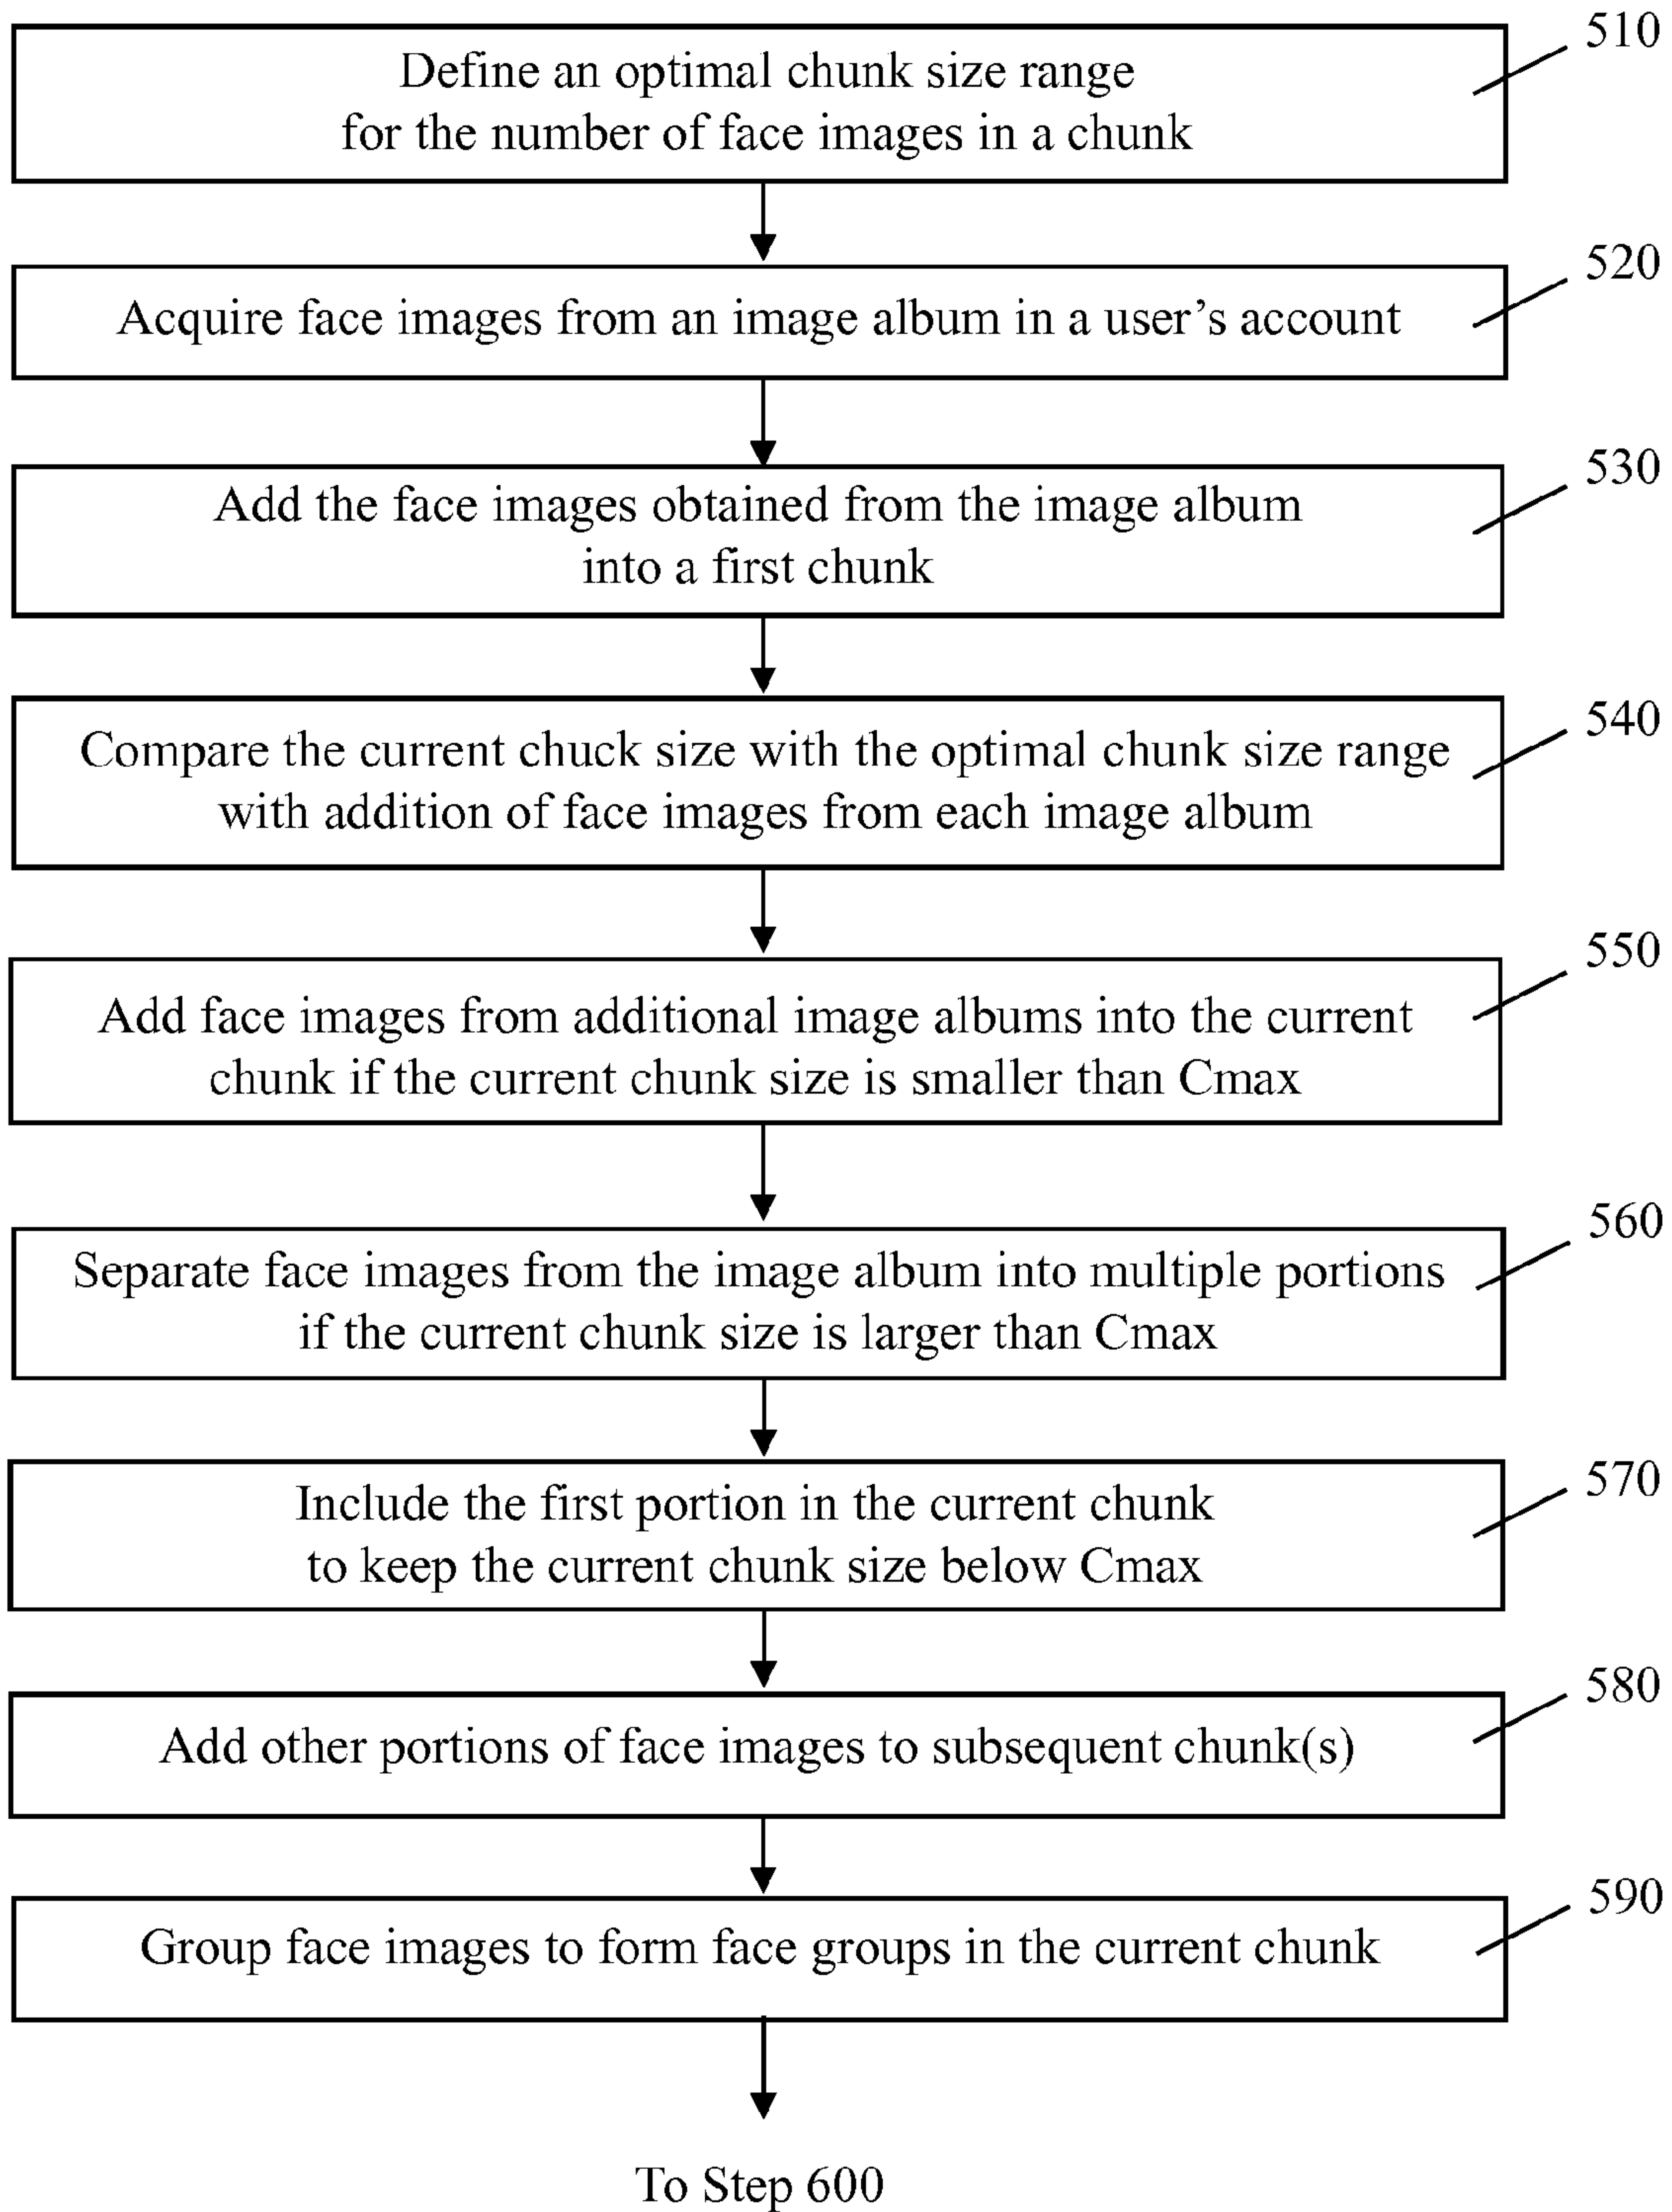 510
Define an optimal chunk size range
for the number of face images in a chunk
520
Acquire face images from an image album in a user's account
530
Add the face images obtained from the image album
into a first chunk
540
Compare the current chuck size with the optimal chunk size range
with addition of face images from each image album
550
Add face images from additional image albums into the current
chunk if the current chunk size is smaller than Cmax
560
Separate face images from the image album into multiple portions
if the current chunk size is larger than Cmax
570
Include the first portion in the current chunk
to keep the current chunk size below Cmax
580
Add other portions of face images to subsequent chunk(s)
590
Group face images to form face groups in the current chunk
To Step 600